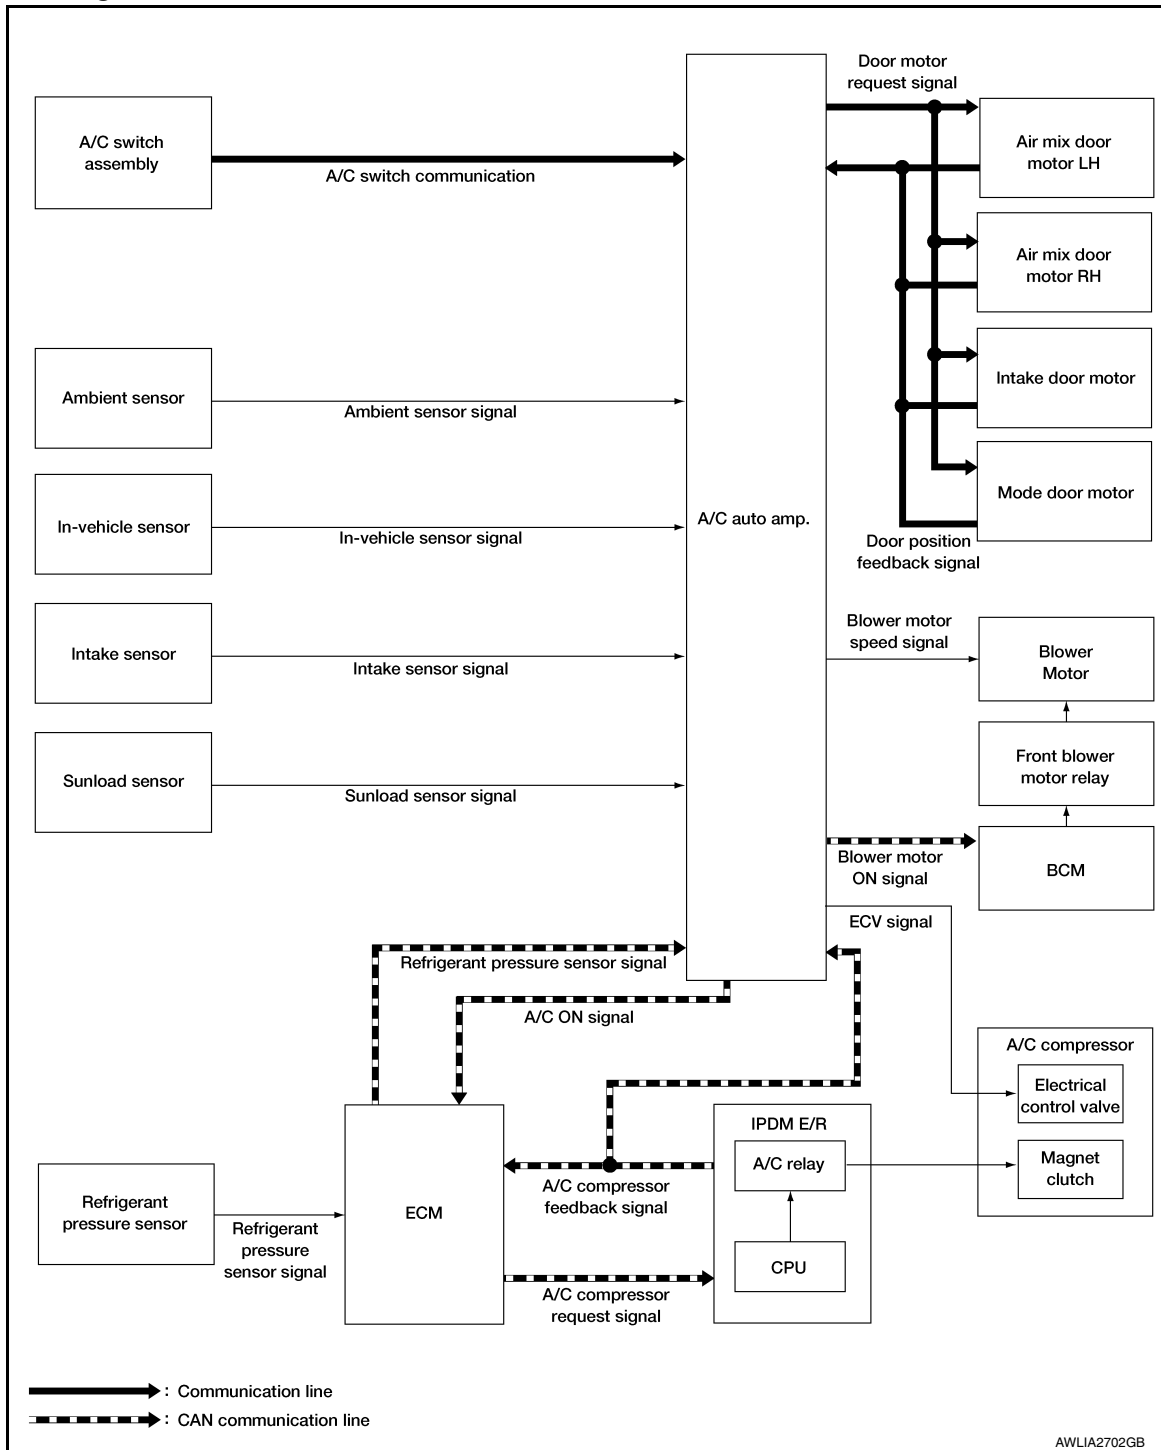 Door motor
request signal
A/C switch
assembly
A/C switch communication
Air mix door
motor LH
Air mix door
motor RH
Ambient sensor
Ambient sensor signal
Intake door motor
In-vehicle sensor
In-vehicle sensor signal
A/C auto amp.
Mode door motor
Door position
feedback signal
Intake sensor
Intake sensor signal
Blower motor
speed signal
Blower
Motor
Front blower
motor relay
Sunload sensor
Sunload sensor signal
Blower motor
ON signal
BCM
ECV signal
Refrigerant pressure sensor signal
A/C ON signal
A/C compressor
Electrical
control valve
Magnet
clutch
IPDM E/R
A/C relay
CPU
A/C compressor
feedback signal
ECM
Refrigerant
pressure sensor
Refrigerant
pressure
sensor signal
A/C compressor
request signal
: Communication line
: CAN communication line
AWLIA2702GB